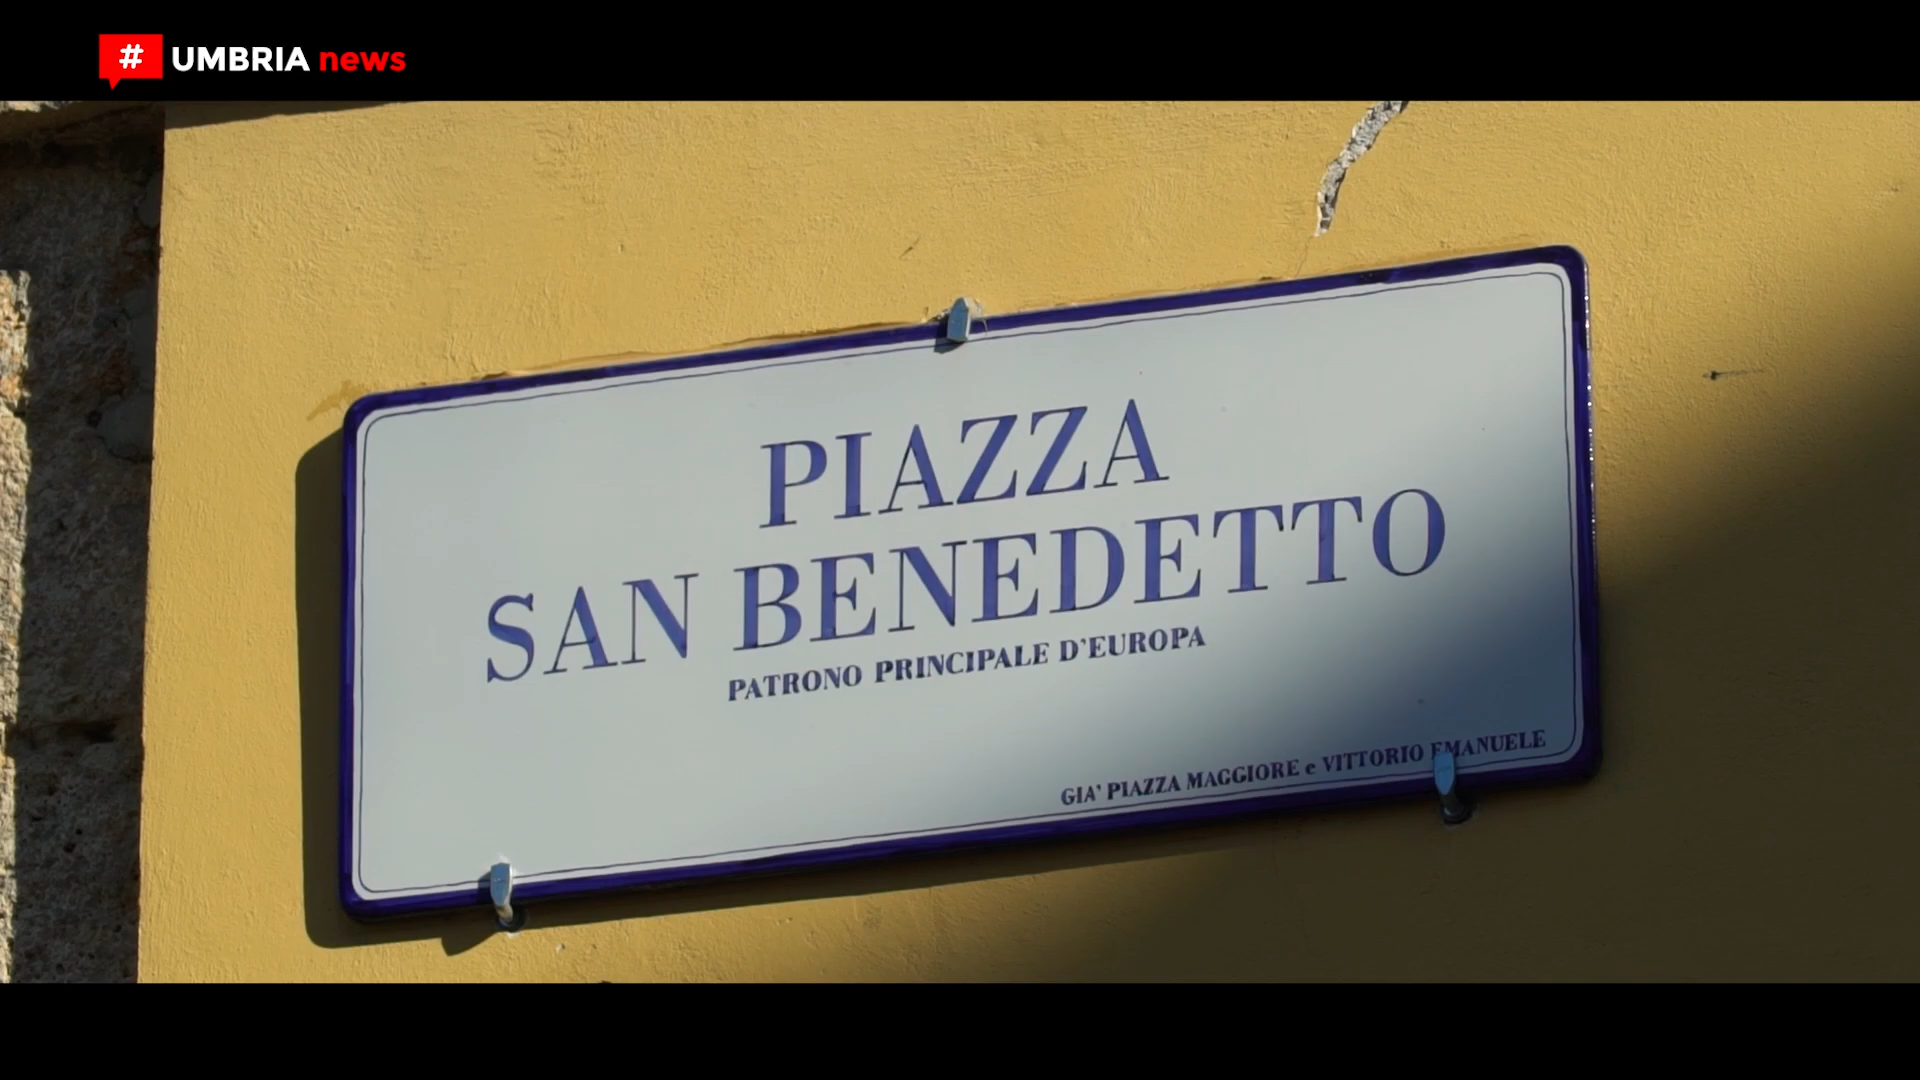 # UMBRIA news
PIAZZA
SAN BENEDETTO
PATRONO PRINCIPALE D'EUROPA
GIA' PIAZZA MAGGIORE e VITTORIO EMANUELE